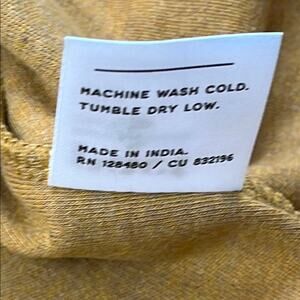 MACHINE WASH COLD.
TUMBLE DRY LOW.
MADE IN INDIA.
RN 128480 / CU 832196